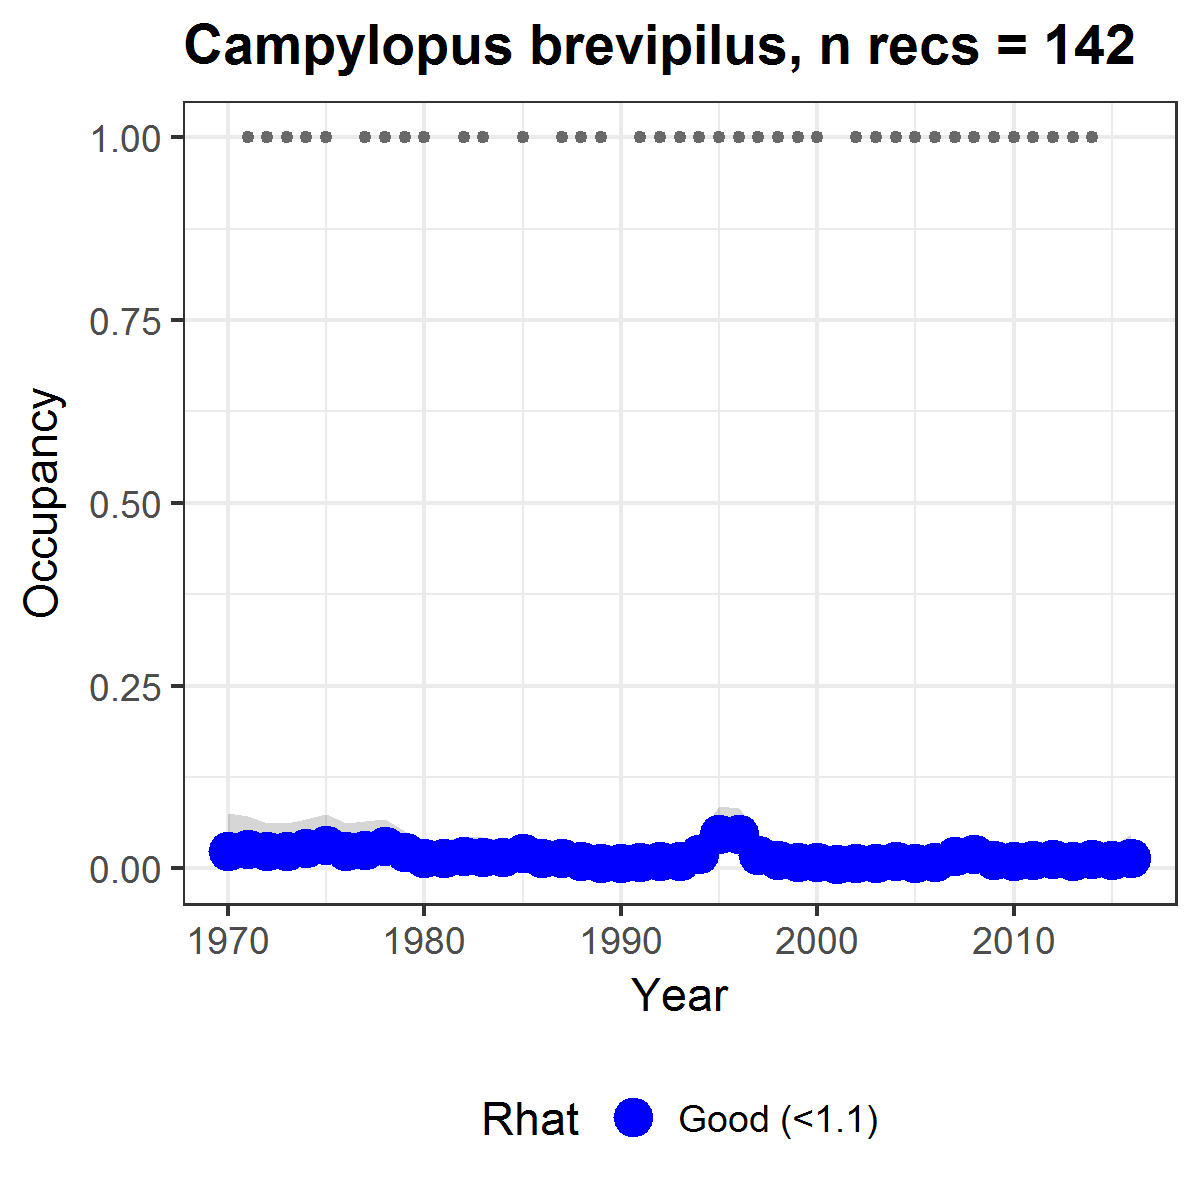 Campylopus brevipilus, n recs = 142
1.00
0.75
0.50
0.25
0.00
Occupancy
1970 1980 1990 2000 2010
Year
Rhat Good (<1.1)